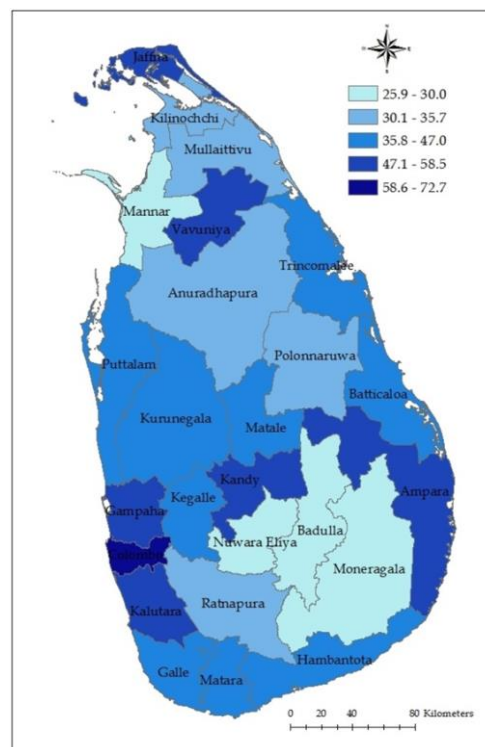 N
W
E
S
Jaffna
25.9 - 30.0
30.1 - 35.7
35.8 - 47.0
47.1 - 58.5
58.6 - 72.7
Kilinochchi
Mullaittivu
Mannar
Vavuniya
Trincomalee
Anuradhapura
Polonnaruwa
Puttalam
Batticaloa
Kurunegala
Matale
Kandy
Ampara
Kegalle
Gampaha
Badulla
Nuwara Eliya
Colombo
Moneragala
Ratnapura
Kalutara
Hambantota
Galle
Matara
0 20 40 80 Kilometers